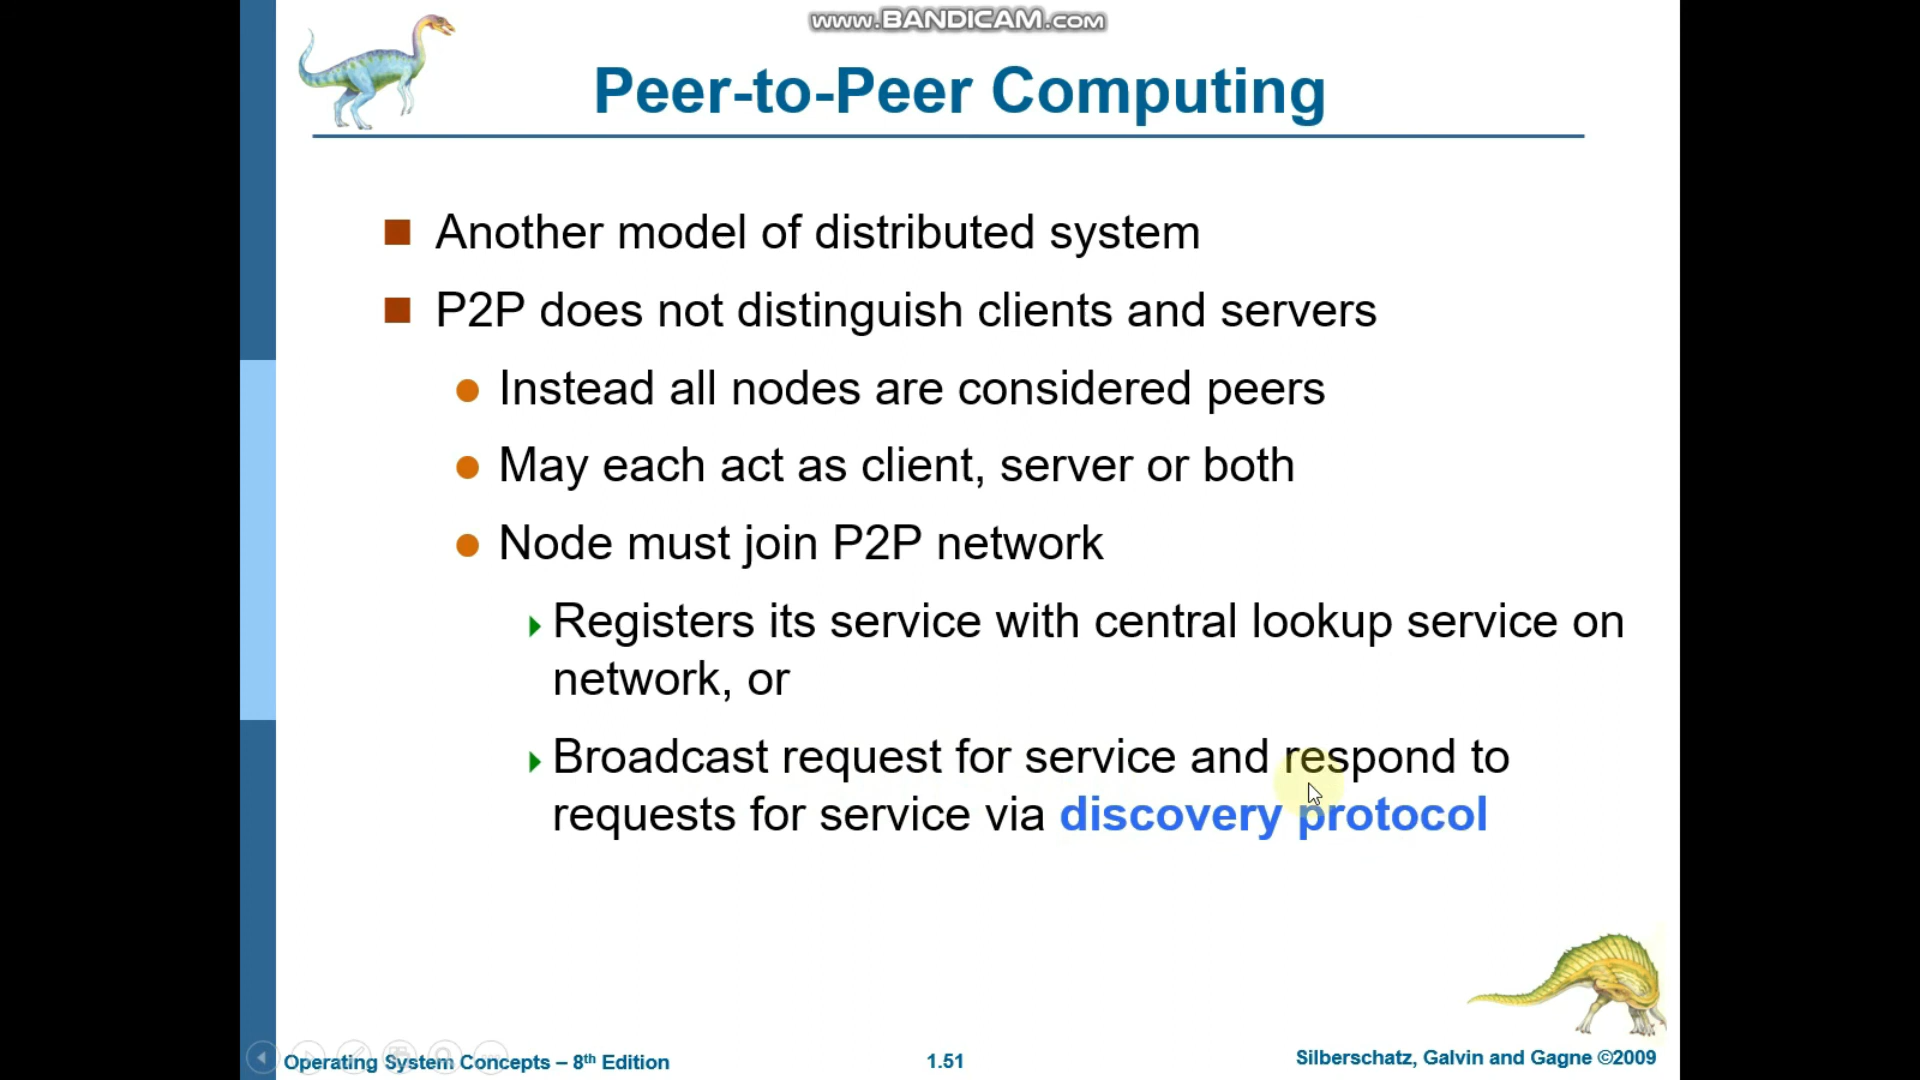 www.BANDICAM.com
Peer-to-Peer Computing
Another model of distributed system
P2P does not distinguish clients and servers
Instead all nodes are considered peers
May each act as client, server or both
Node must join P2P network
Registers its service with central lookup service on
network, or
Broadcast request for service and respond to
requests for service via discovery protocol
Operating System Concepts – 8th Edition
1.51
Silberschatz, Galvin and Gagne ©2009